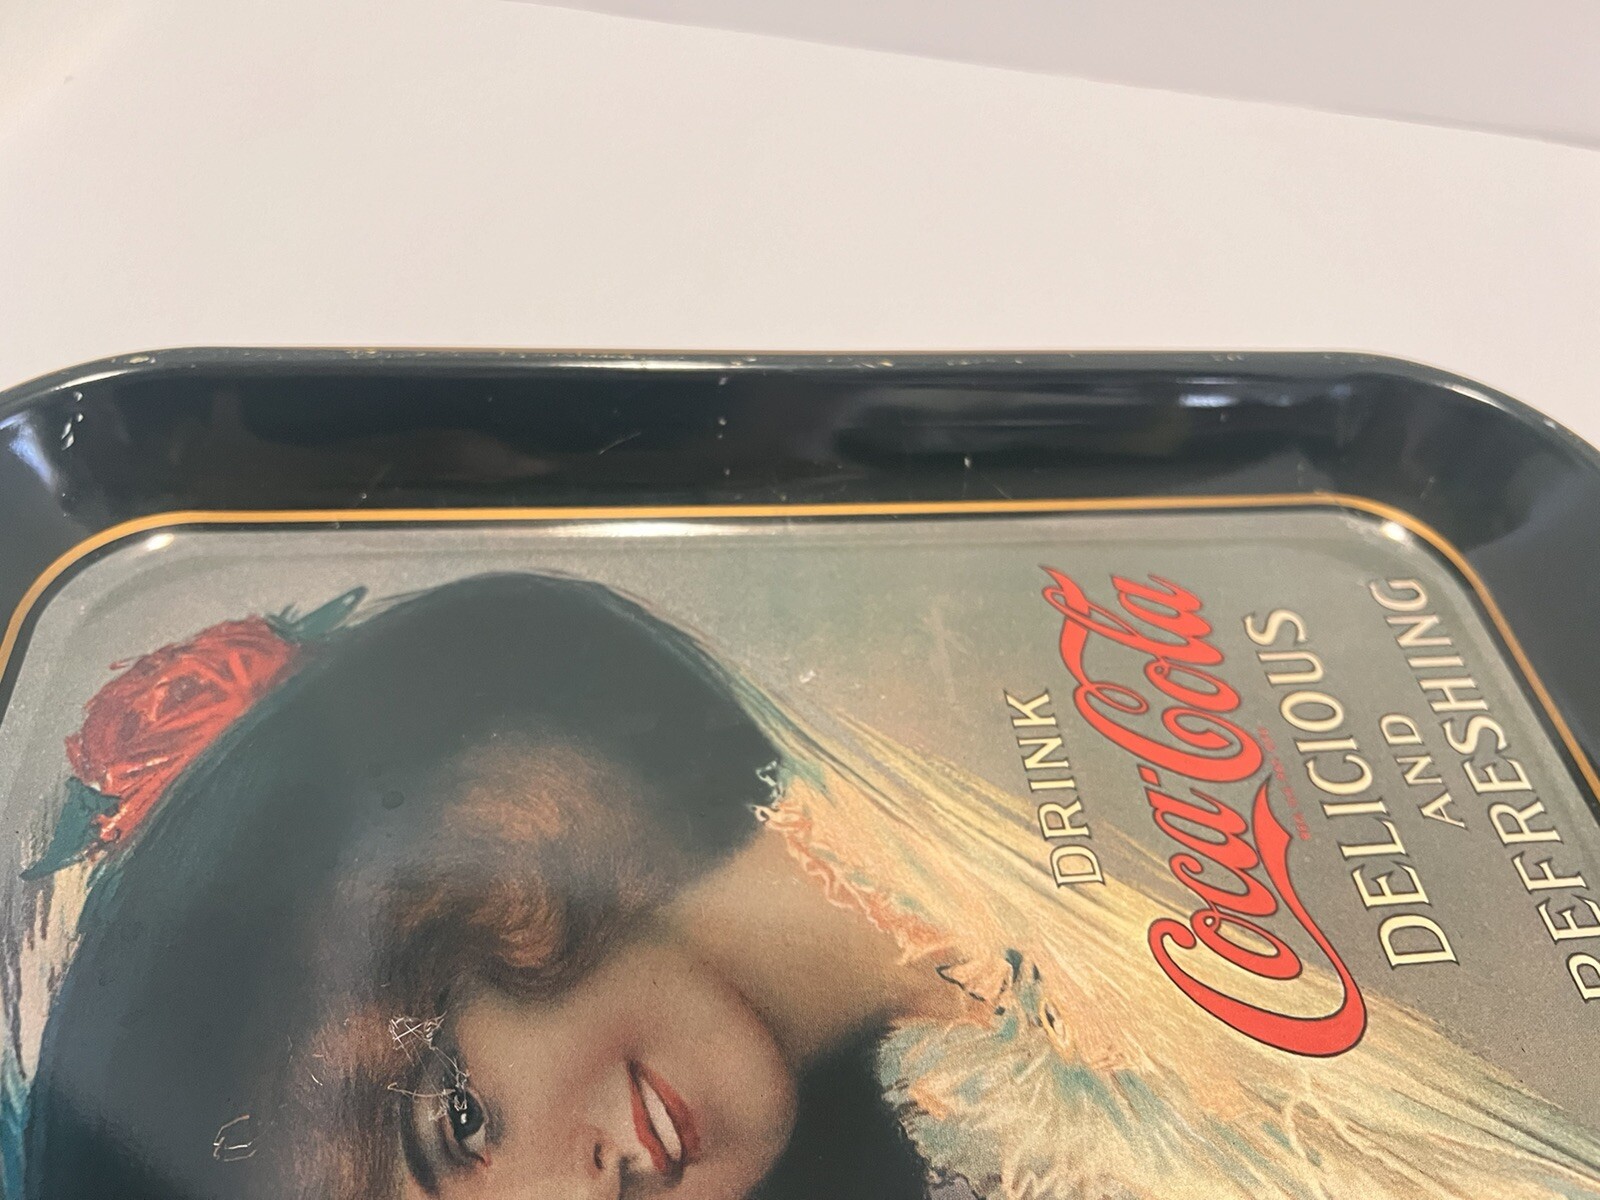 DRINK
Coca-Cola
DELICIOUS
AND
REFRESHING